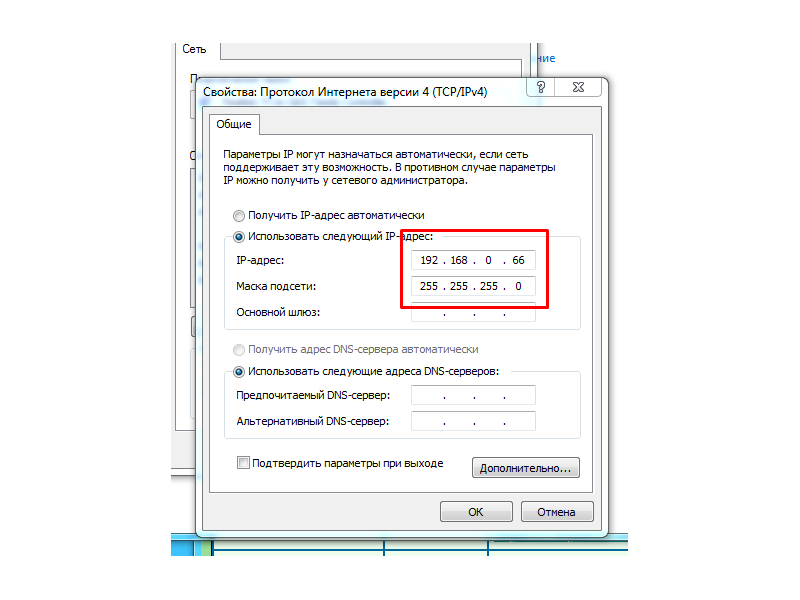 Сеть
ние
Свойства: Протокол Интернета версии 4 (TCP/IPv4)
?
Общие
Параметры IP могут назначаться автоматически, если сеть
поддерживает эту возможность. В противном случае параметры
IP можно получить у сетевого администратора.
Получить IP-адрес автоматически
Использовать следующий IP-адрес:
IP-адрес: 192 . 168 . 0 . 66
Маска подсети: 255 . 255 . 255 . 0
Основной шлюз: . . .
Получить адрес DNS-сервера автоматически
Использовать следующие адреса DNS-серверов:
Предпочитаемый DNS-сервер: . . .
Альтернативный DNS-сервер: . . .
Подтвердить параметры при выходе
Дополнительно...
ОК
Отмена